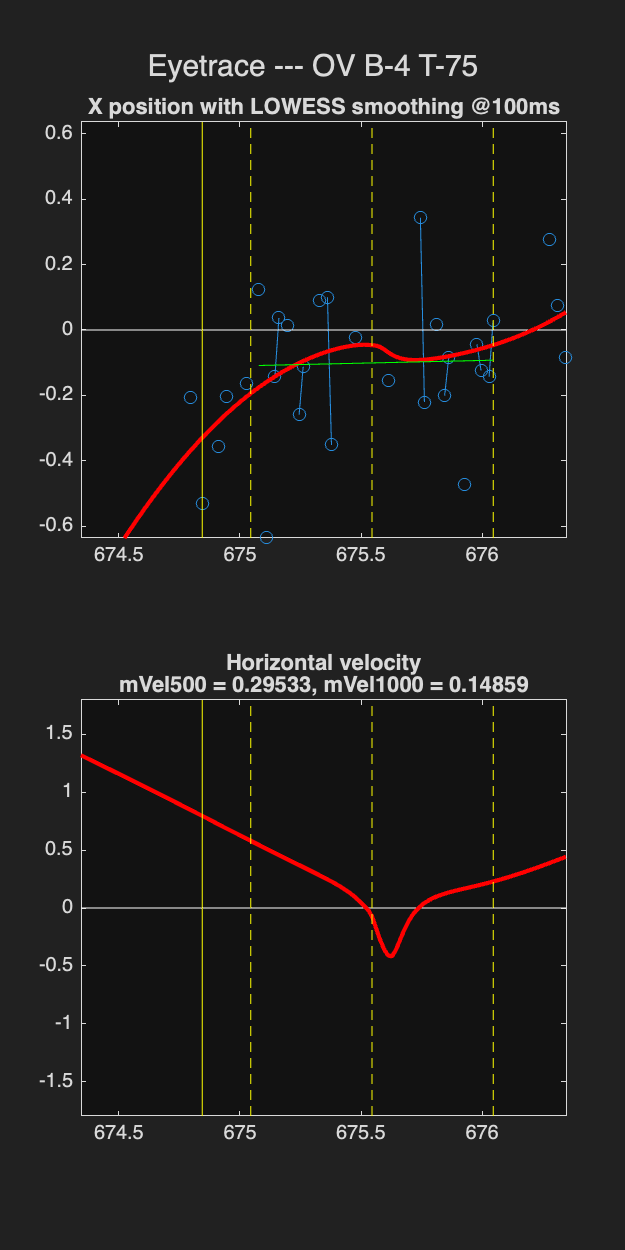 Eyetrace --- OV B-4 T-75
X position with LOWESS smoothing @100ms
0.6
0.4
0.2
0
-0.2
-0.4
-0.6
674.5 675 675.5 676
Horizontal velocity
mVel500 = 0.29533, mVel1000 = 0.14859
1.5
1
0.5
0
-0.5
-1
-1.5
674.5 675 675.5 676